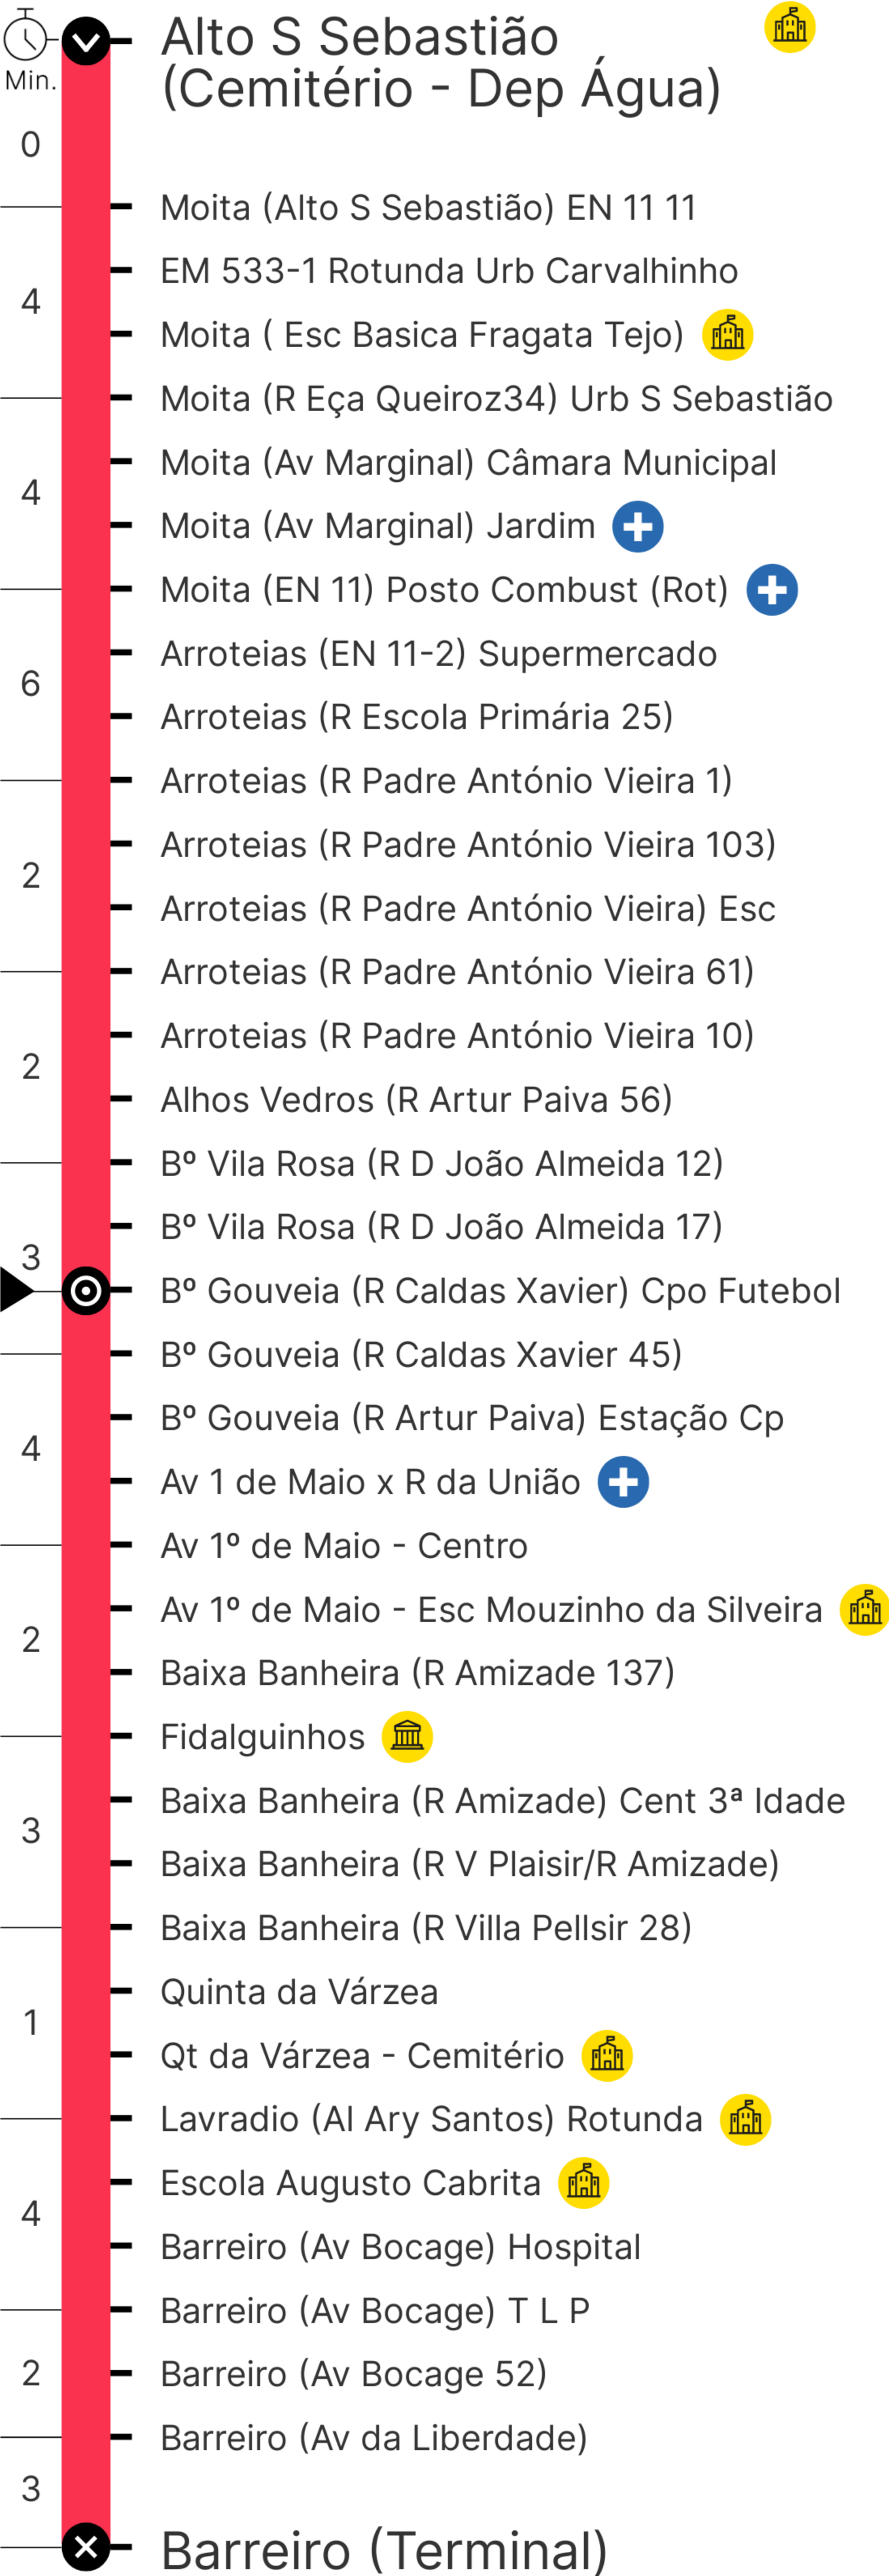 Alto S Sebastião
(Cemitério - Dep Água)
Min.
0
Moita (Alto S Sebastião) EN 11 11
EM 533-1 Rotunda Urb Carvalhinho
4
Moita ( Esc Basica Fragata Tejo)
Moita (R Eça Queiroz34) Urb S Sebastião
Moita (Av Marginal) Câmara Municipal
4
Moita (Av Marginal) Jardim
Moita (EN 11) Posto Combust (Rot)
Arroteias (EN 11-2) Supermercado
6
Arroteias (R Escola Primária 25)
Arroteias (R Padre António Vieira 1)
Arroteias (R Padre António Vieira 103)
2
Arroteias (R Padre António Vieira) Esc
Arroteias (R Padre António Vieira 61)
Arroteias (R Padre António Vieira 10)
2
Alhos Vedros (R Artur Paiva 56)
Bº Vila Rosa (R D João Almeida 12)
Bº Vila Rosa (R D João Almeida 17)
3
Bº Gouveia (R Caldas Xavier) Cpo Futebol
Bº Gouveia (R Caldas Xavier 45)
Bº Gouveia (R Artur Paiva) Estação Cp
4
Av 1 de Maio x R da União
Av 1º de Maio - Centro
Av 1º de Maio - Esc Mouzinho da Silveira
2
Baixa Banheira (R Amizade 137)
Fidalguinhos
Baixa Banheira (R Amizade) Cent 3ª Idade
3
Baixa Banheira (R V Plaisir/R Amizade)
Baixa Banheira (R Villa Pellsir 28)
Quinta da Várzea
1
Qt da Várzea - Cemitério
Lavradio (Al Ary Santos) Rotunda
Escola Augusto Cabrita
4
Barreiro (Av Bocage) Hospital
Barreiro (Av Bocage) T L P
2
Barreiro (Av Bocage 52)
Barreiro (Av da Liberdade)
3
Barreiro (Terminal)